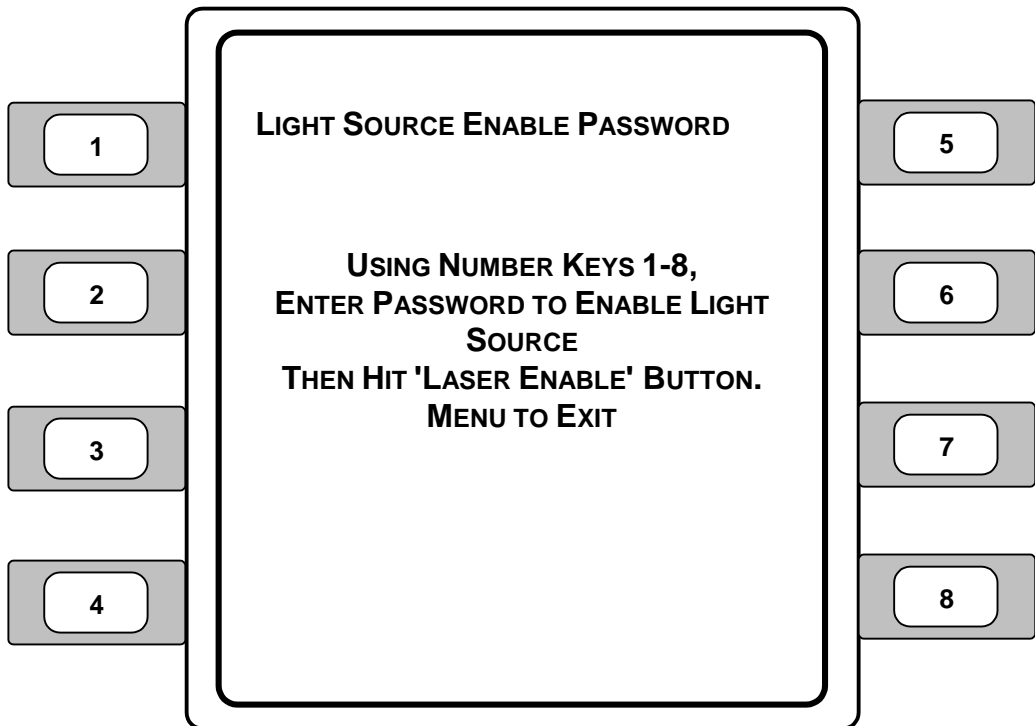 LIGHT SOURCE ENABLE PASSWORD
USING NUMBER KEYS 1-8,
ENTER PASSWORD TO ENABLE LIGHT
SOURCE
THEN HIT 'LASER ENABLE' BUTTON.
MENU TO EXIT
1
2
3
4
5
6
7
8